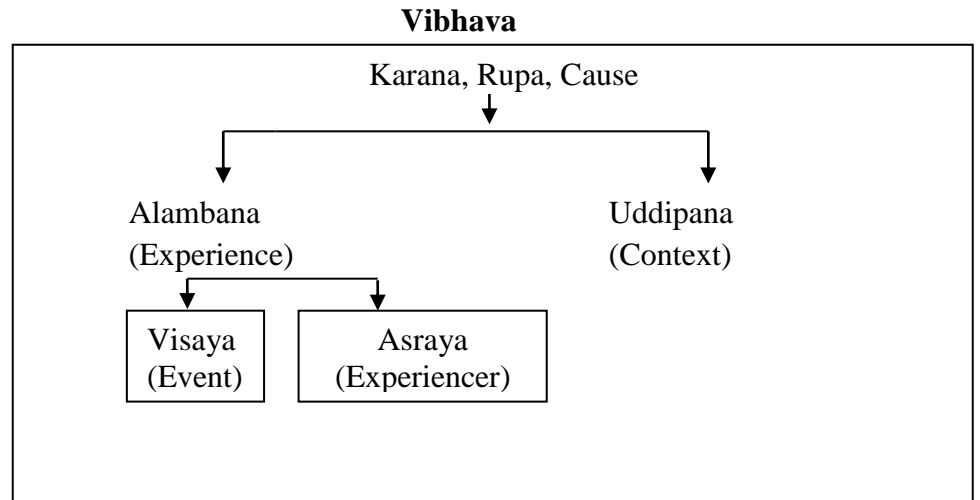 Vibhava
Karana, Rupa, Cause
Alambana
(Experience)
Uddipana
(Context)
Visaya
(Event)
Asraya
(Experiencer)